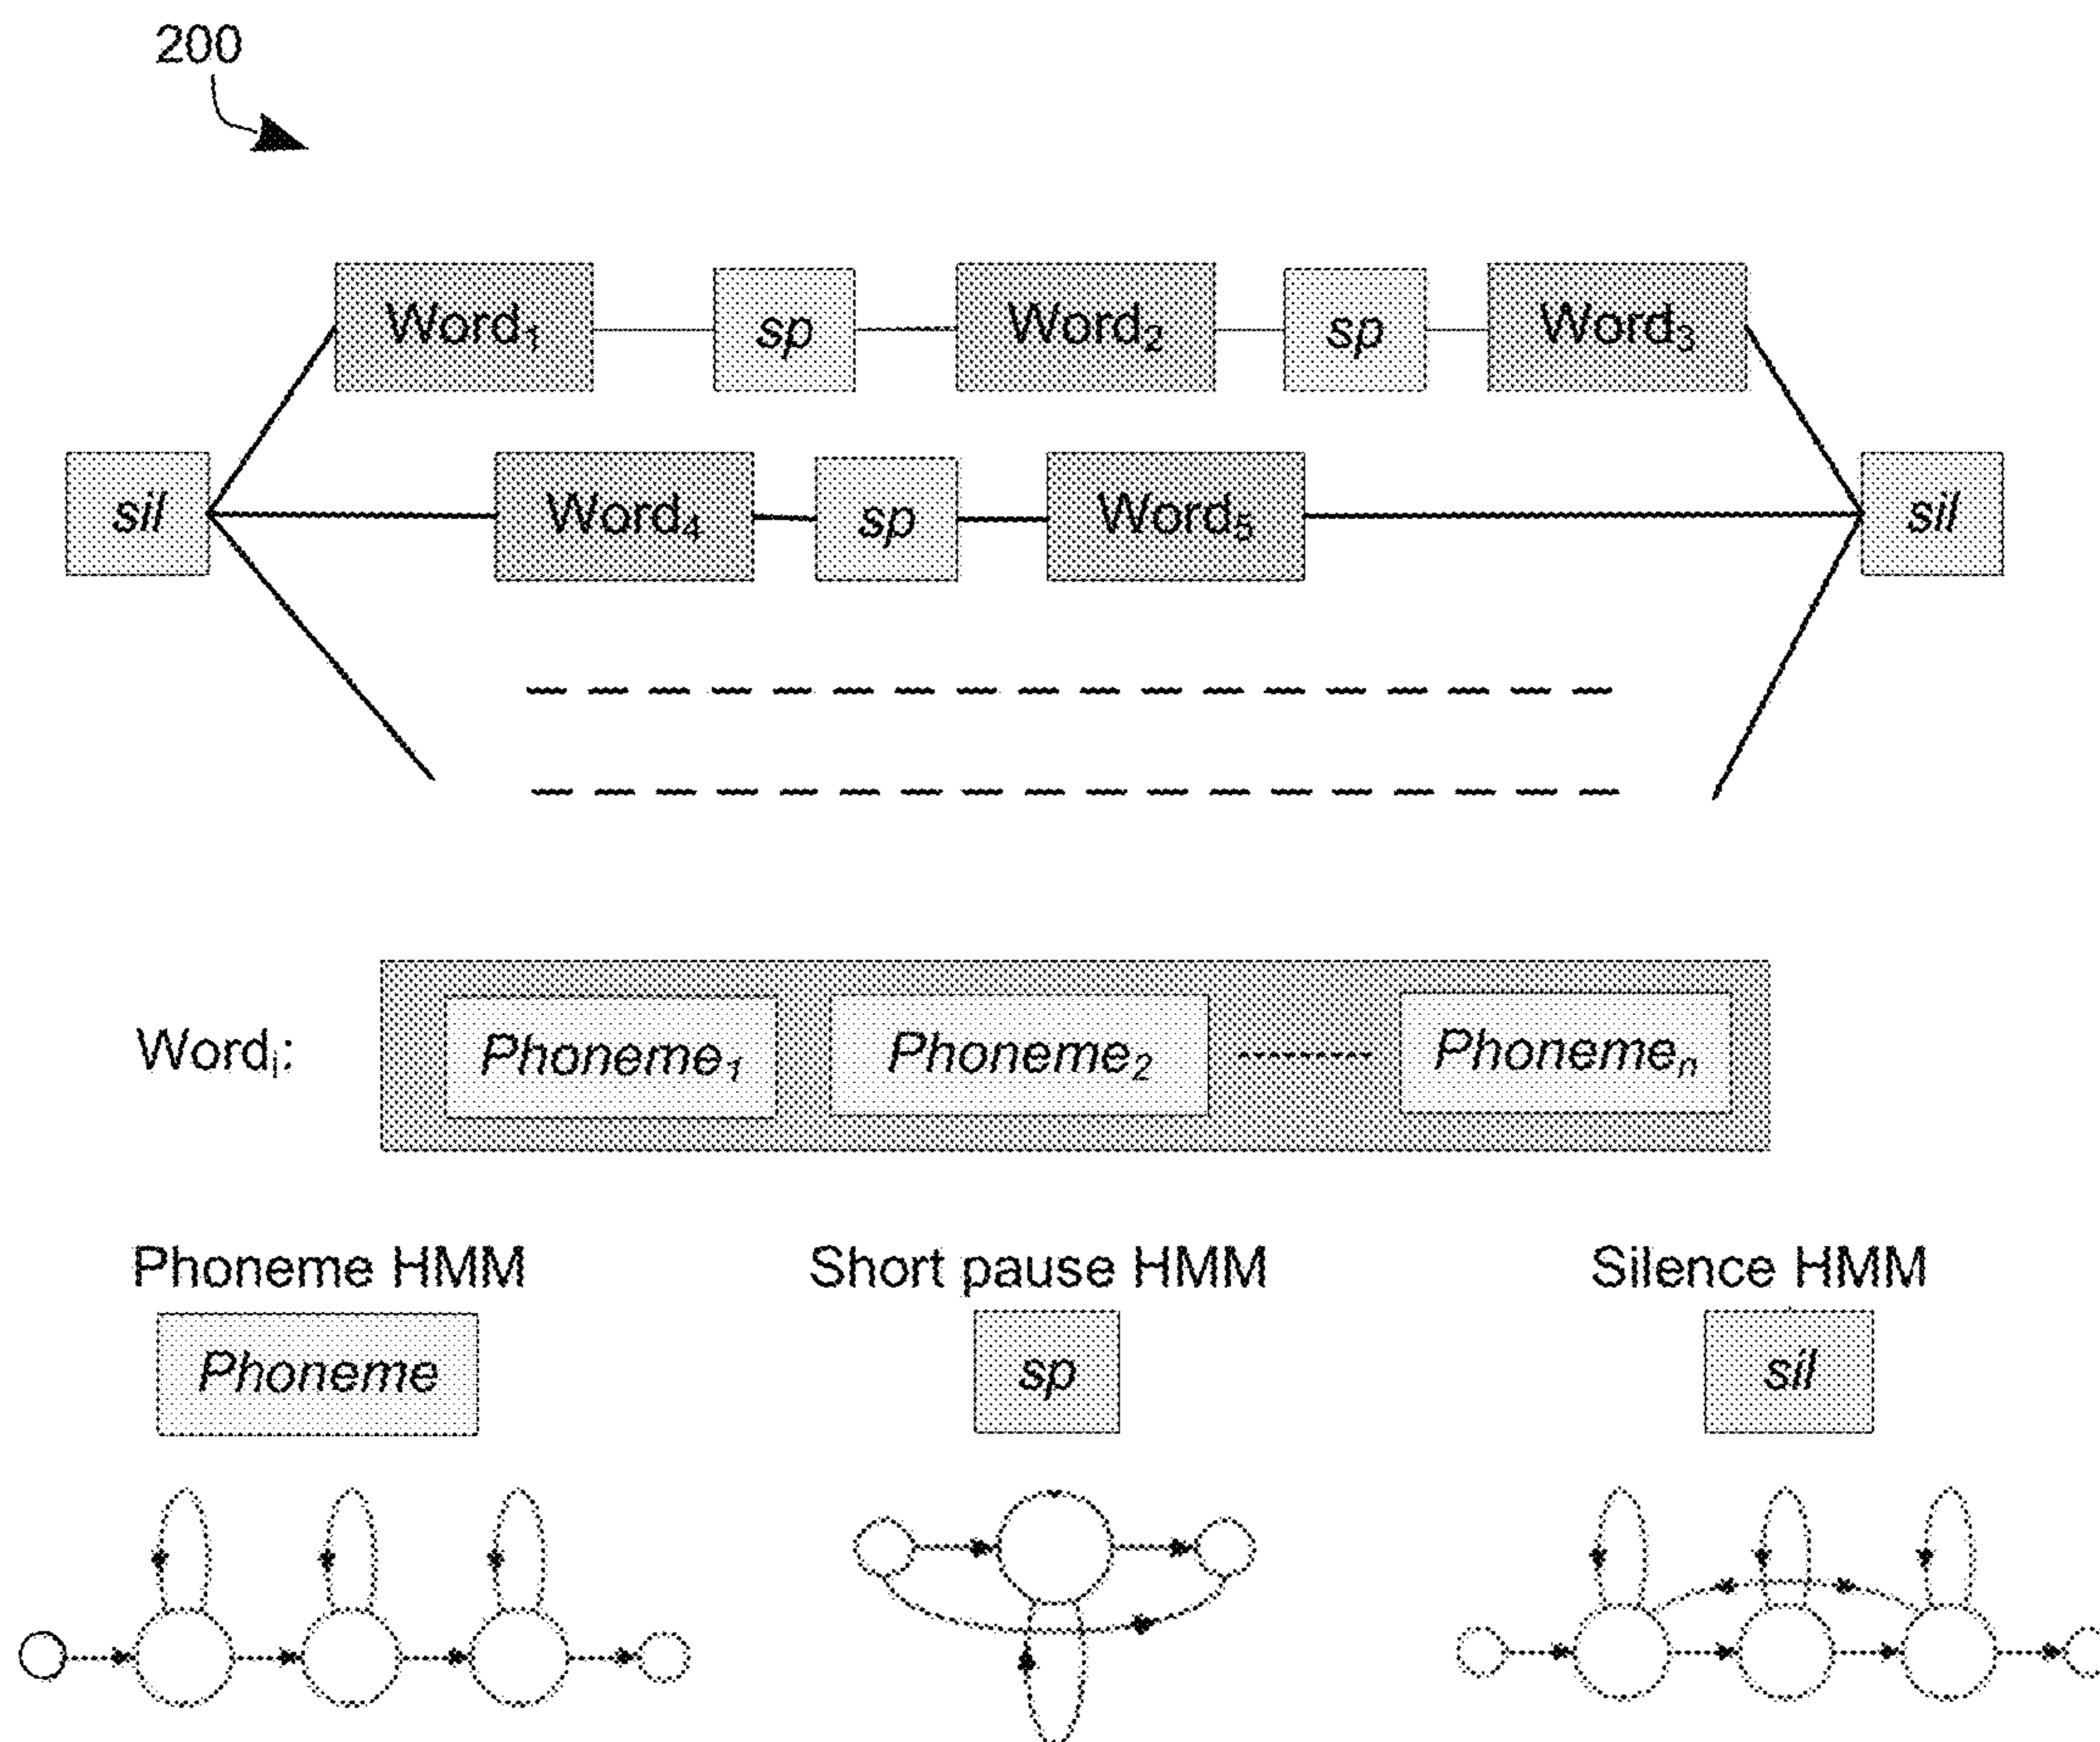 200
Word₁ sp Word₂ sp Word₃
sil Word₄ sp Word₅ sil
Wordᵢ: Phoneme₁ Phoneme₂ Phonemeₙ
Phoneme HMM Short pause HMM Silence HMM
Phoneme sp sil